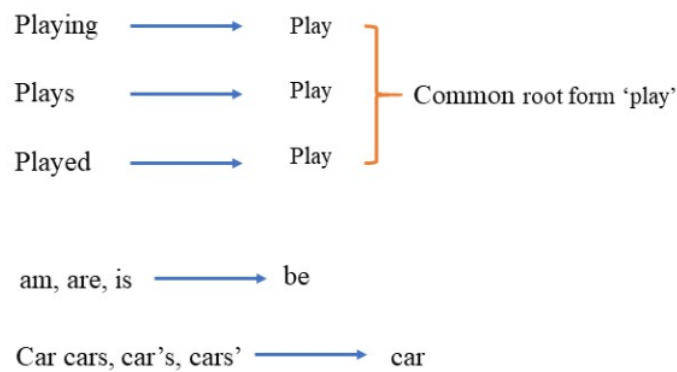 Playing Play
Plays Play Common root form ‘play’
Played Play
am, are, is be
Car cars, car’s, cars’ car